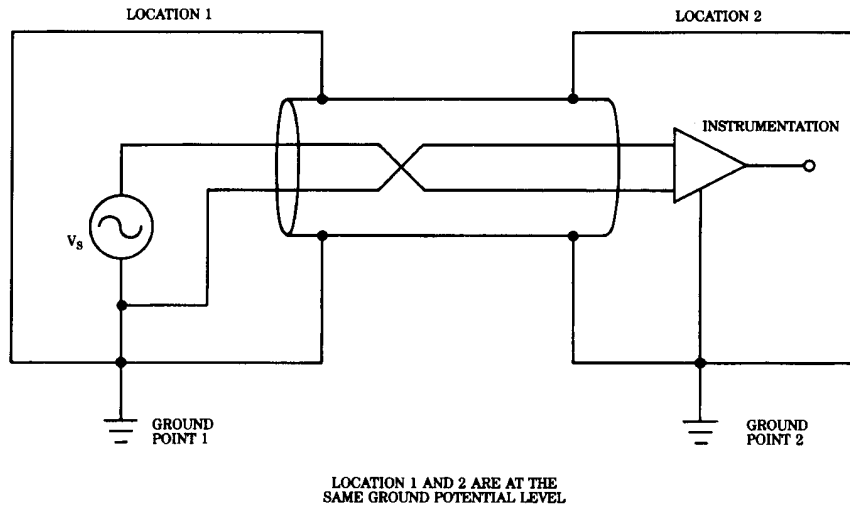 LOCATION 1
LOCATION 2
INSTRUMENTATION
VS
GROUND
POINT 1
GROUND
POINT 2
LOCATION 1 AND 2 ARE AT THE
SAME GROUND POTENTIAL LEVEL